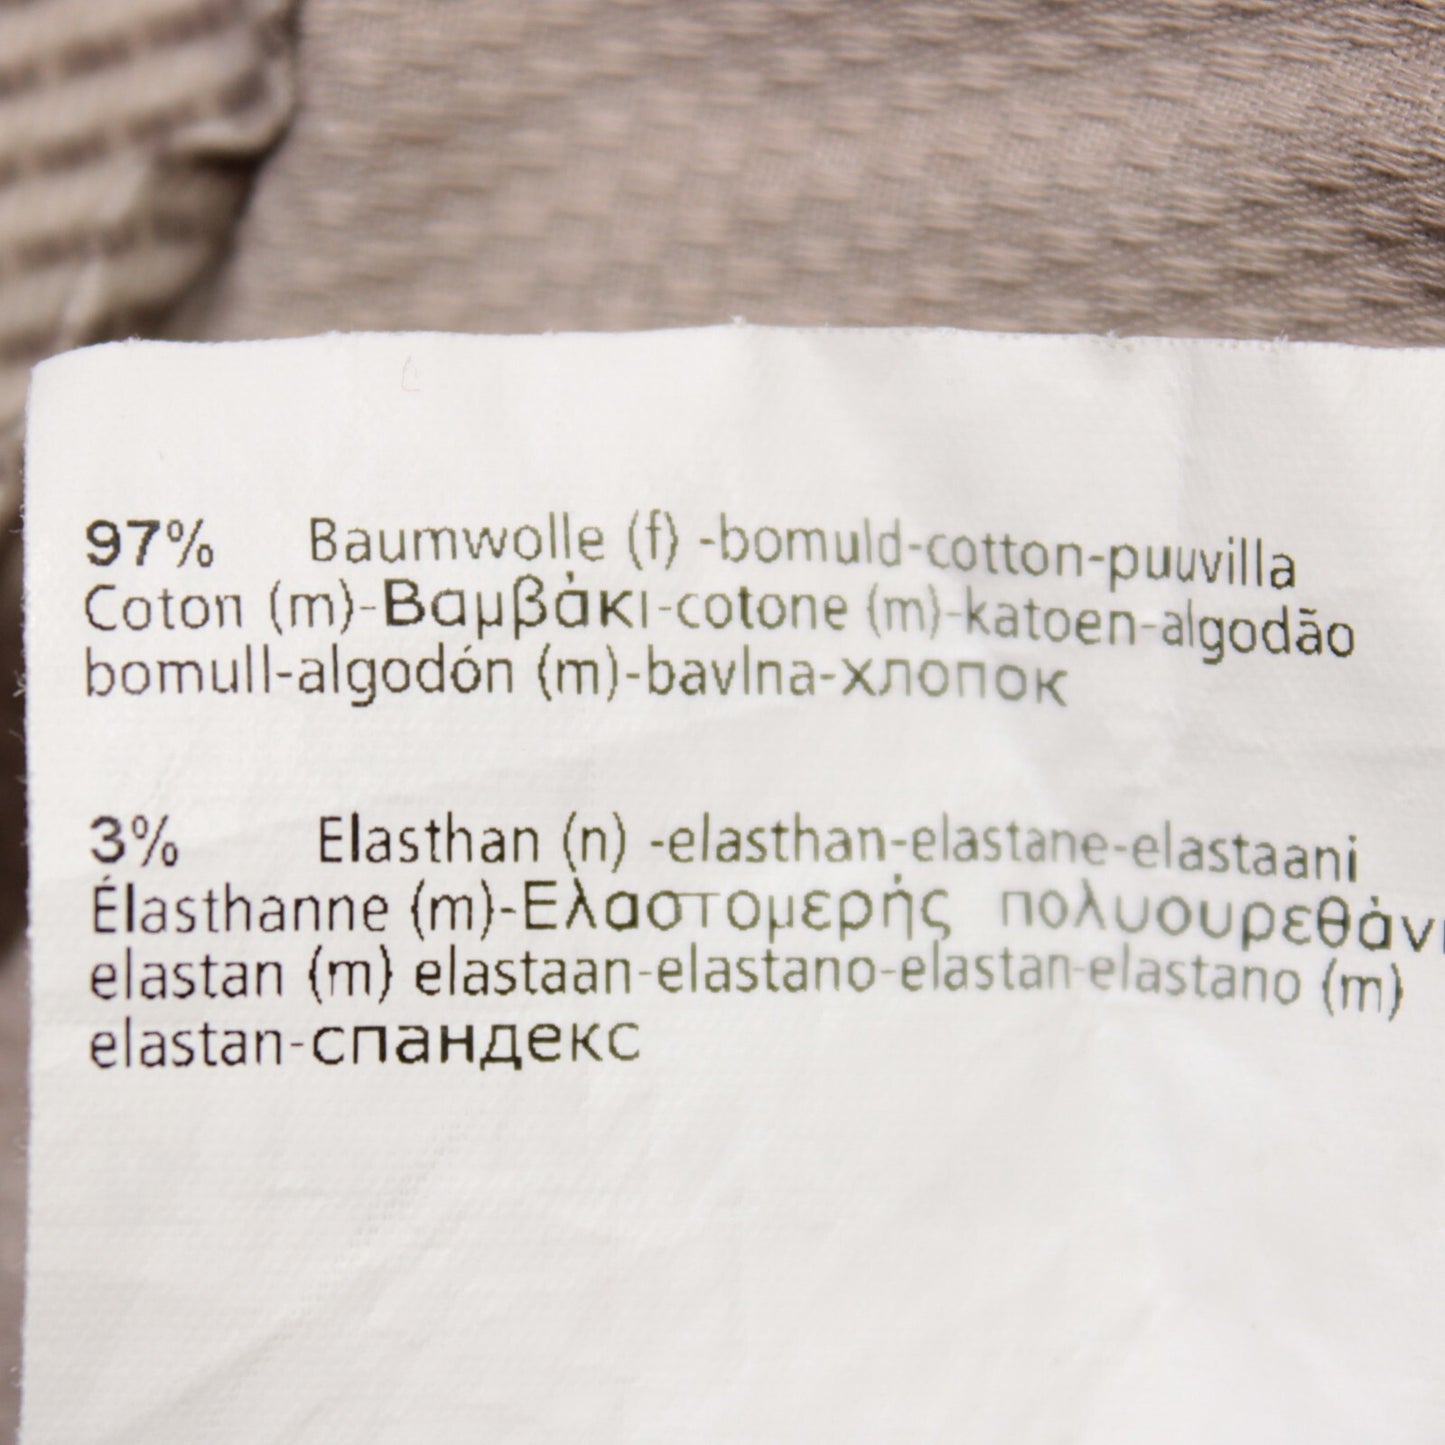 97% Baumwolle (f) -bomuld-cotton-puuvilla
Coton (m)-Βαμβάκι-cotone (m)-katoen-algodão
bomull-algodón (m)-bavlna-хлопок
3% Elasthan (n) -elasthan-elastane-elastaani
Élasthanne (m)-Ελαστομερής
elastan (m) elastaan-elastano-elastan-elastano (m)
elastan-спандекс